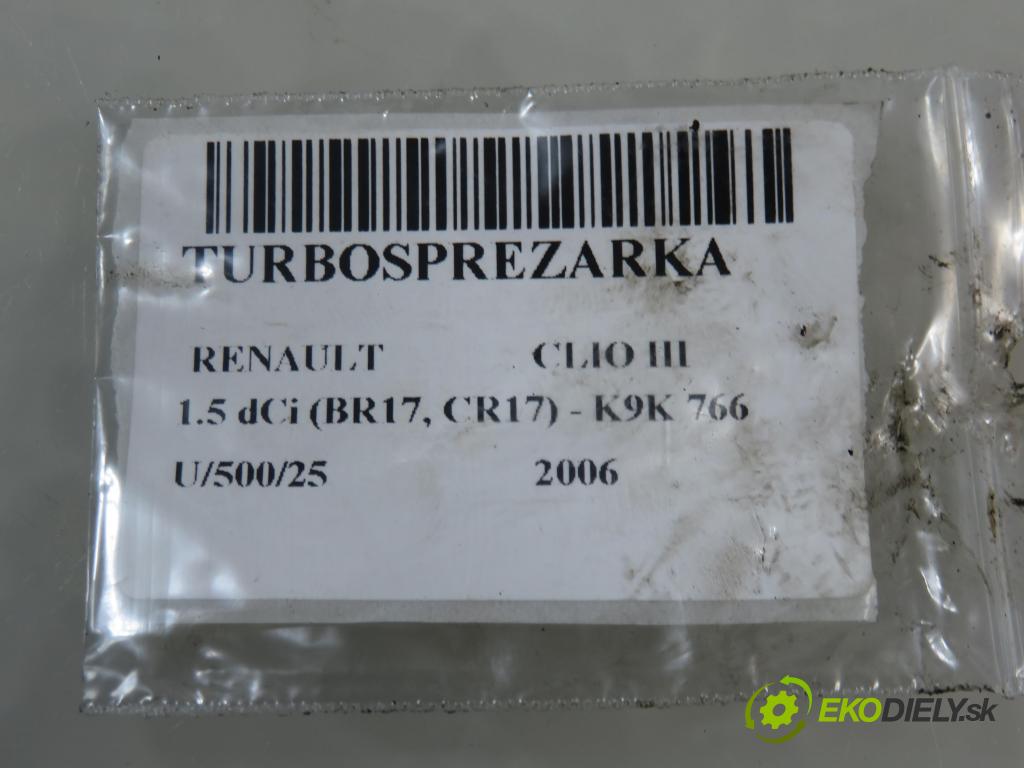 TURBOSPREZARKA
RENAULT CLIO III
1.5 dCi (BR17, CR17) - K9K 766
U/500/25 2006
EKODIELY.sk